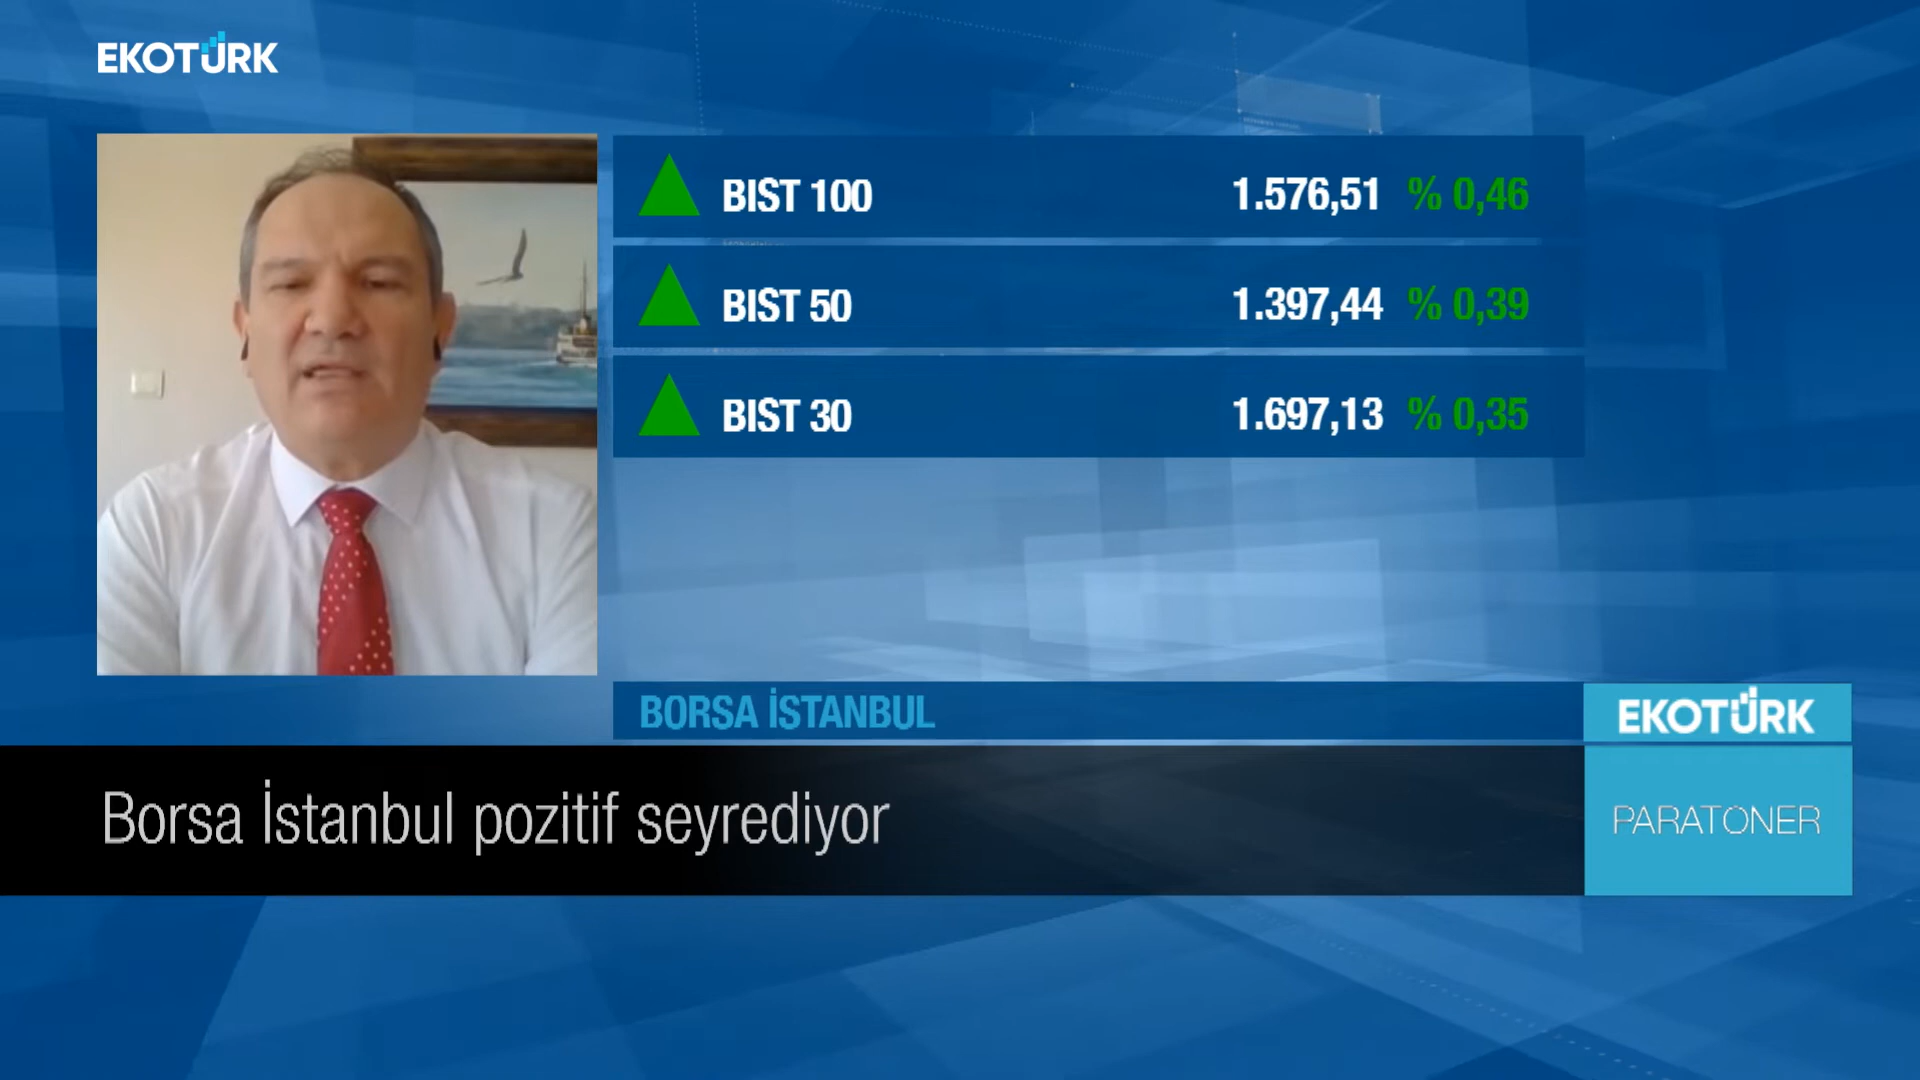 EKOTÜRK
BIST 100 1.576,51 % 0,46
BIST 50 1.397,44 % 0,39
BIST 30 1.697,13 % 0,35
BORSA İSTANBUL
EKOTÜRK
Borsa İstanbul pozitif seyrediyor
PARATONER